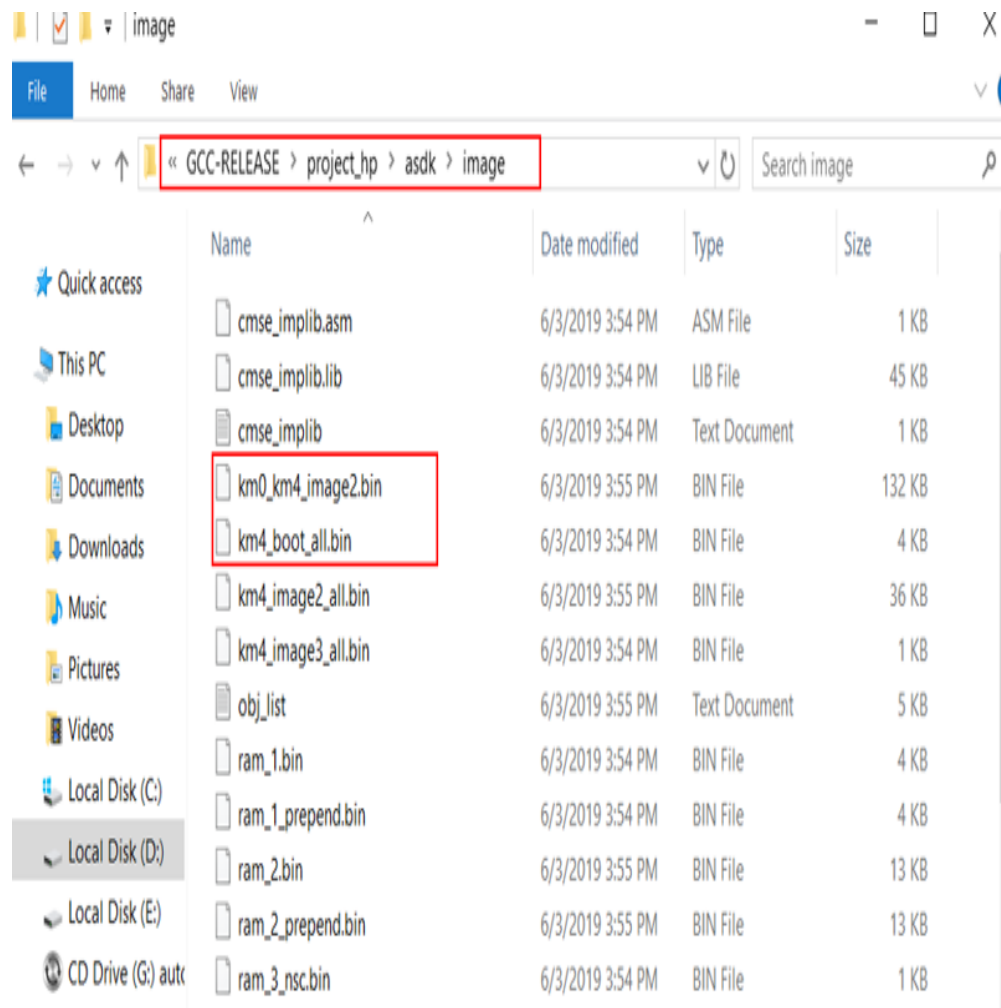 image
File Home Share View
« GCC-RELEASE > project_hp > asdk > image
Search image
Name Date modified Type Size
Quick access
This PC
Desktop
Documents
Downloads
Music
Pictures
Videos
Local Disk (C:)
Local Disk (D:)
Local Disk (E:)
CD Drive (G:) auto
cmse_implib.asm 6/3/2019 3:54 PM ASM File 1 KB
cmse_implib.lib 6/3/2019 3:54 PM LIB File 45 KB
cmse_implib 6/3/2019 3:54 PM Text Document 1 KB
km0_km4_image2.bin 6/3/2019 3:55 PM BIN File 132 KB
km4_boot_all.bin 6/3/2019 3:54 PM BIN File 4 KB
km4_image2_all.bin 6/3/2019 3:55 PM BIN File 36 KB
km4_image3_all.bin 6/3/2019 3:54 PM BIN File 1 KB
obj_list 6/3/2019 3:55 PM Text Document 5 KB
ram_1.bin 6/3/2019 3:54 PM BIN File 4 KB
ram_1_prepend.bin 6/3/2019 3:54 PM BIN File 4 KB
ram_2.bin 6/3/2019 3:55 PM BIN File 13 KB
ram_2_prepend.bin 6/3/2019 3:55 PM BIN File 13 KB
ram_3_nsc.bin 6/3/2019 3:54 PM BIN File 1 KB